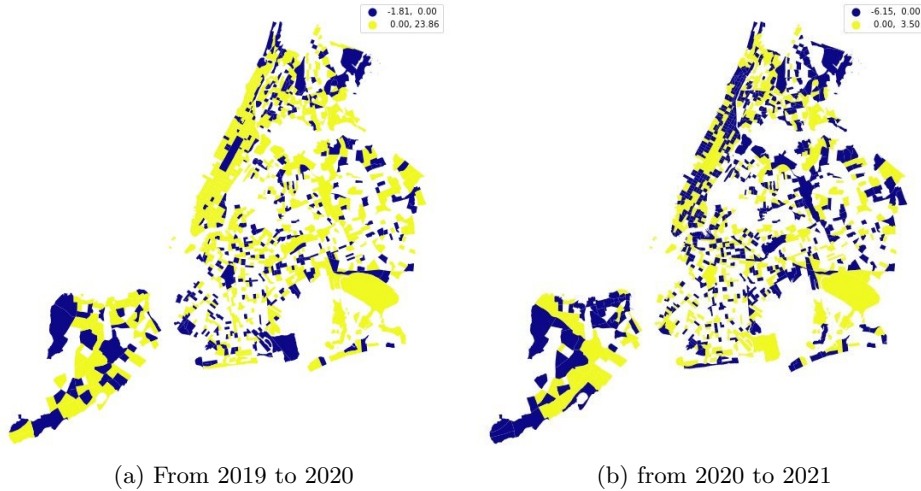 -1.81, 0.00
0.00, 23.86
-6.15, 0.00
0.00, 3.50
(a) From 2019 to 2020
(b) from 2020 to 2021